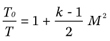 T₀/T = 1 + (k - 1)/2 M²